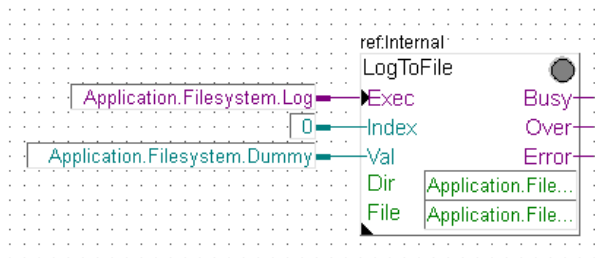 ref:Internal
LogToFile
Application.Filesystem.Log Exec Busy
0 Index Over
Application.Filesystem.Dummy Val Error
Dir Application.File...
File Application.File...